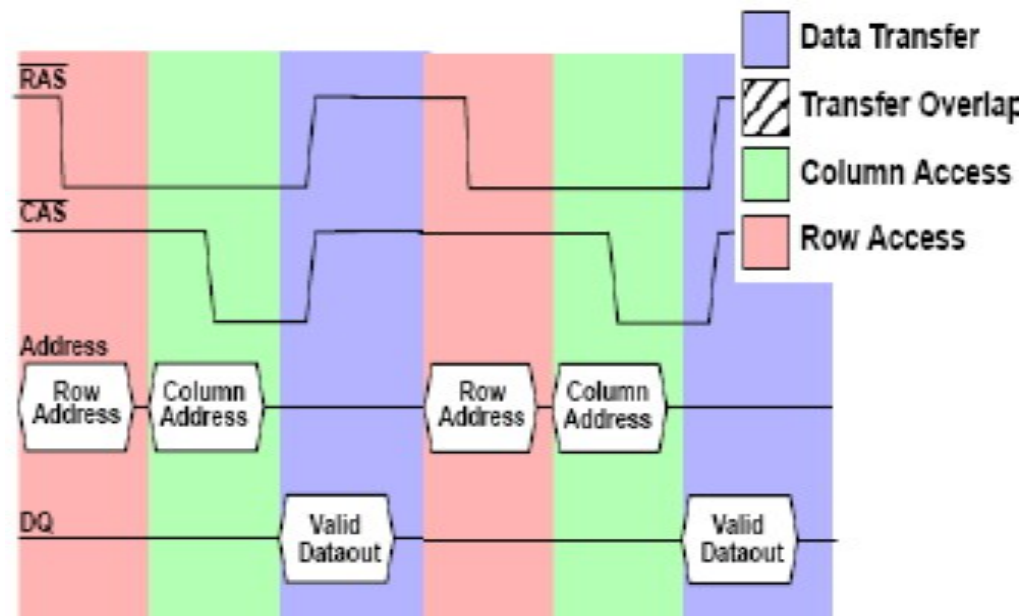 Data Transfer
Transfer Overlap
Column Access
Row Access
RAS
CAS
Address
Row
Address
Column
Address
Row
Address
Column
Address
DQ
Valid
Dataout
Valid
Dataout